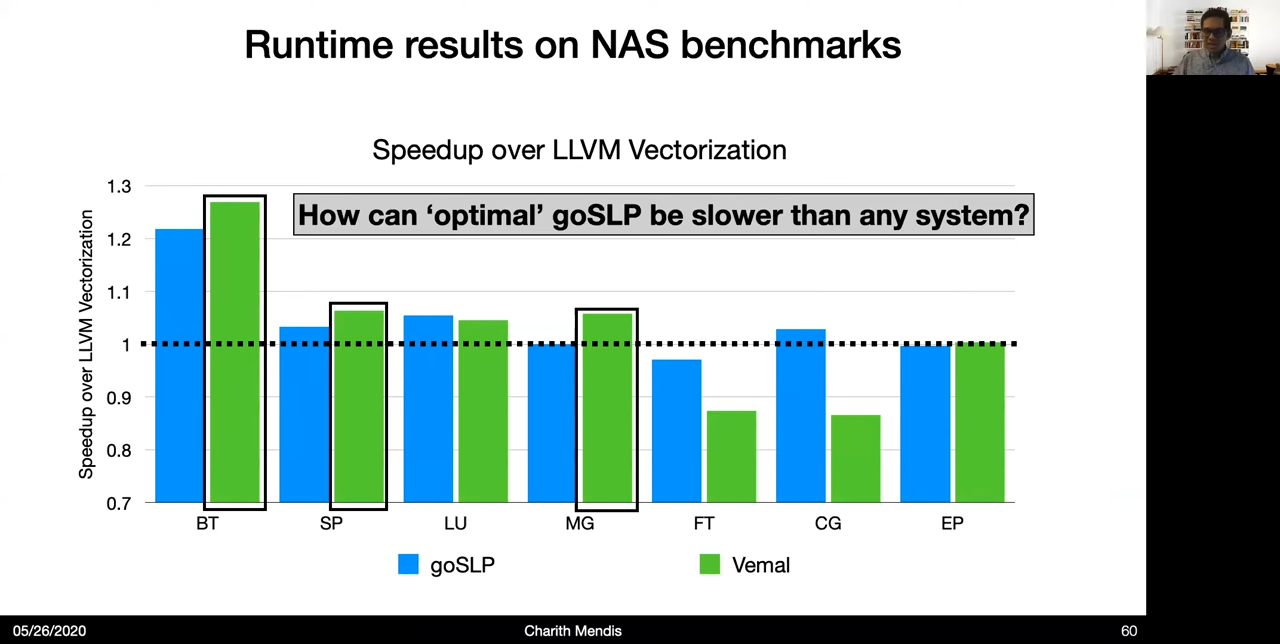 Runtime results on NAS benchmarks
Speedup over LLVM Vectorization
How can ‘optimal’ goSLP be slower than any system?
Speedup over LLVM Vectorization
1.3
1.2
1.1
1
0.9
0.8
0.7
BT SP LU MG FT CG EP
goSLP Vemal
05/26/2020 Charith Mendis 60